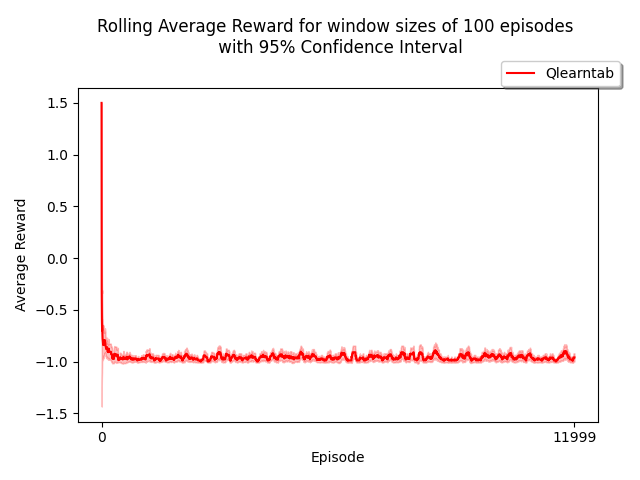 Rolling Average Reward for window sizes of 100 episodes
with 95% Confidence Interval
Qlearntab
1.5
1.0
0.5
0.0
−0.5
−1.0
−1.5
Average Reward
0
11999
Episode